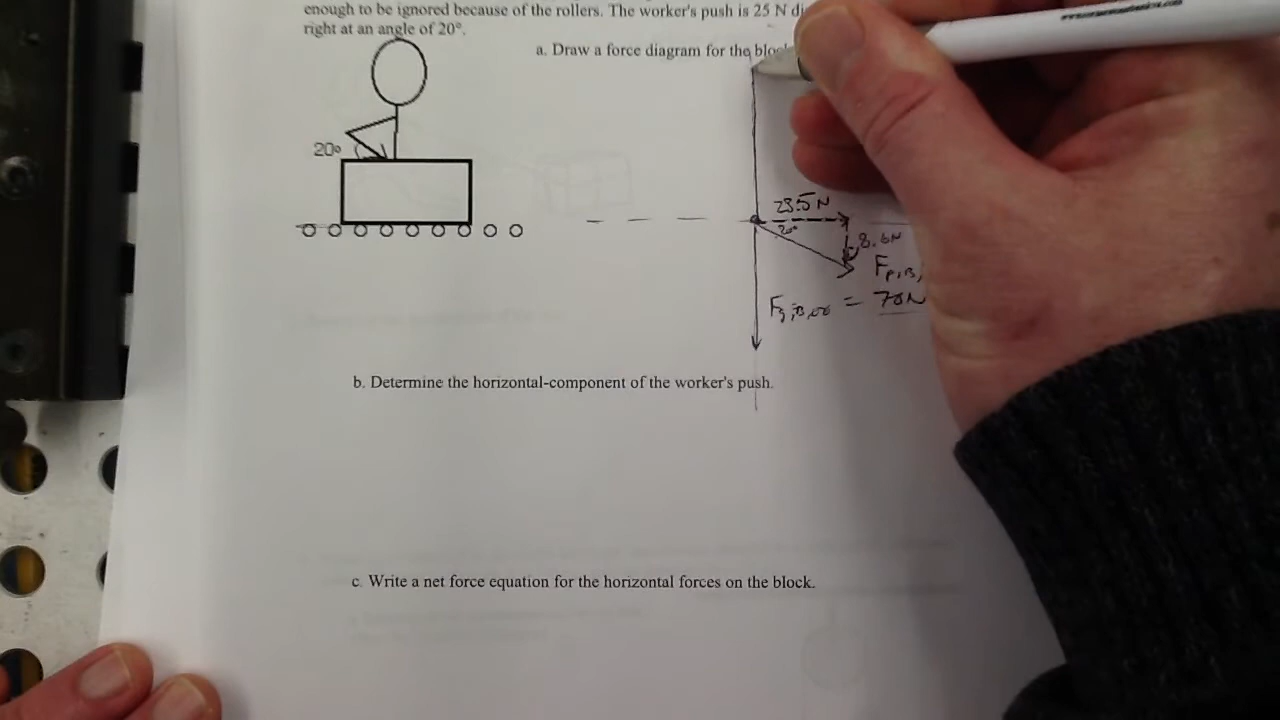 enough to be ignored because of the rollers. The worker's push is 25 N
right at an angle of 20°.
a. Draw a force diagram for the
20°
23.5 N
20°
8.6N
= 70N
b. Determine the horizontal-component of the worker's push.
c. Write a net force equation for the horizontal forces on the block.